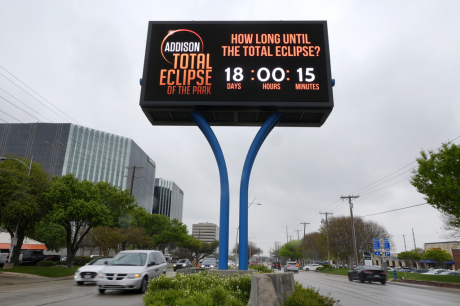 ADDISON
TOTAL
ECLIPSE
OF THE PARK
HOW LONG UNTIL
THE TOTAL ECLIPSE?
18 : 00 : 15
DAYS HOURS MINUTES